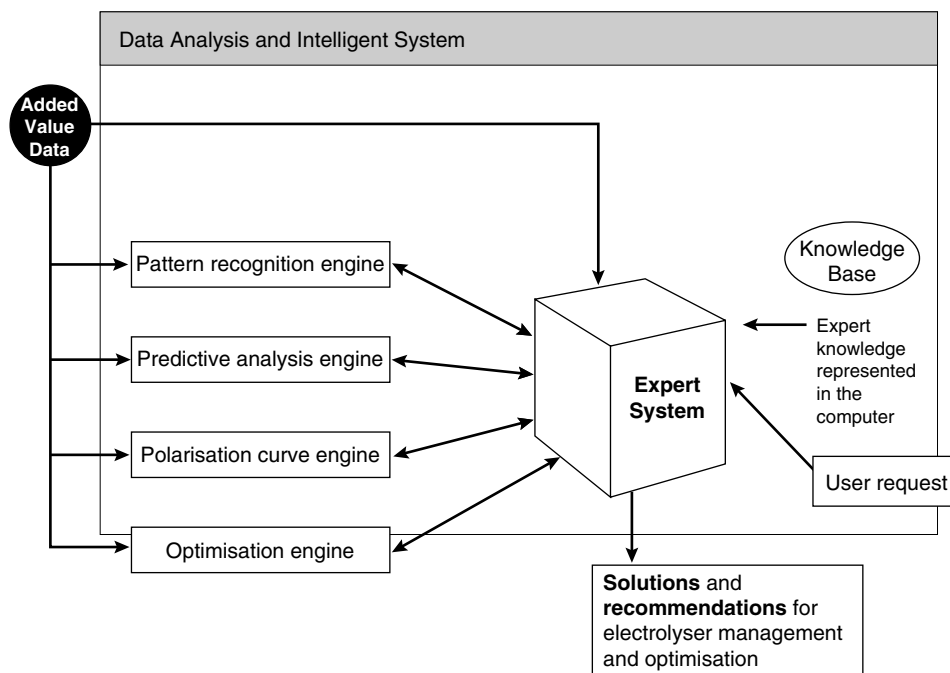 Data Analysis and Intelligent System
Added
Value
Data
Pattern recognition engine
Predictive analysis engine
Polarisation curve engine
Optimisation engine
Expert
System
Knowledge
Base
Expert
knowledge
represented
in the
computer
User request
Solutions and
recommendations for
electrolyser management
and optimisation